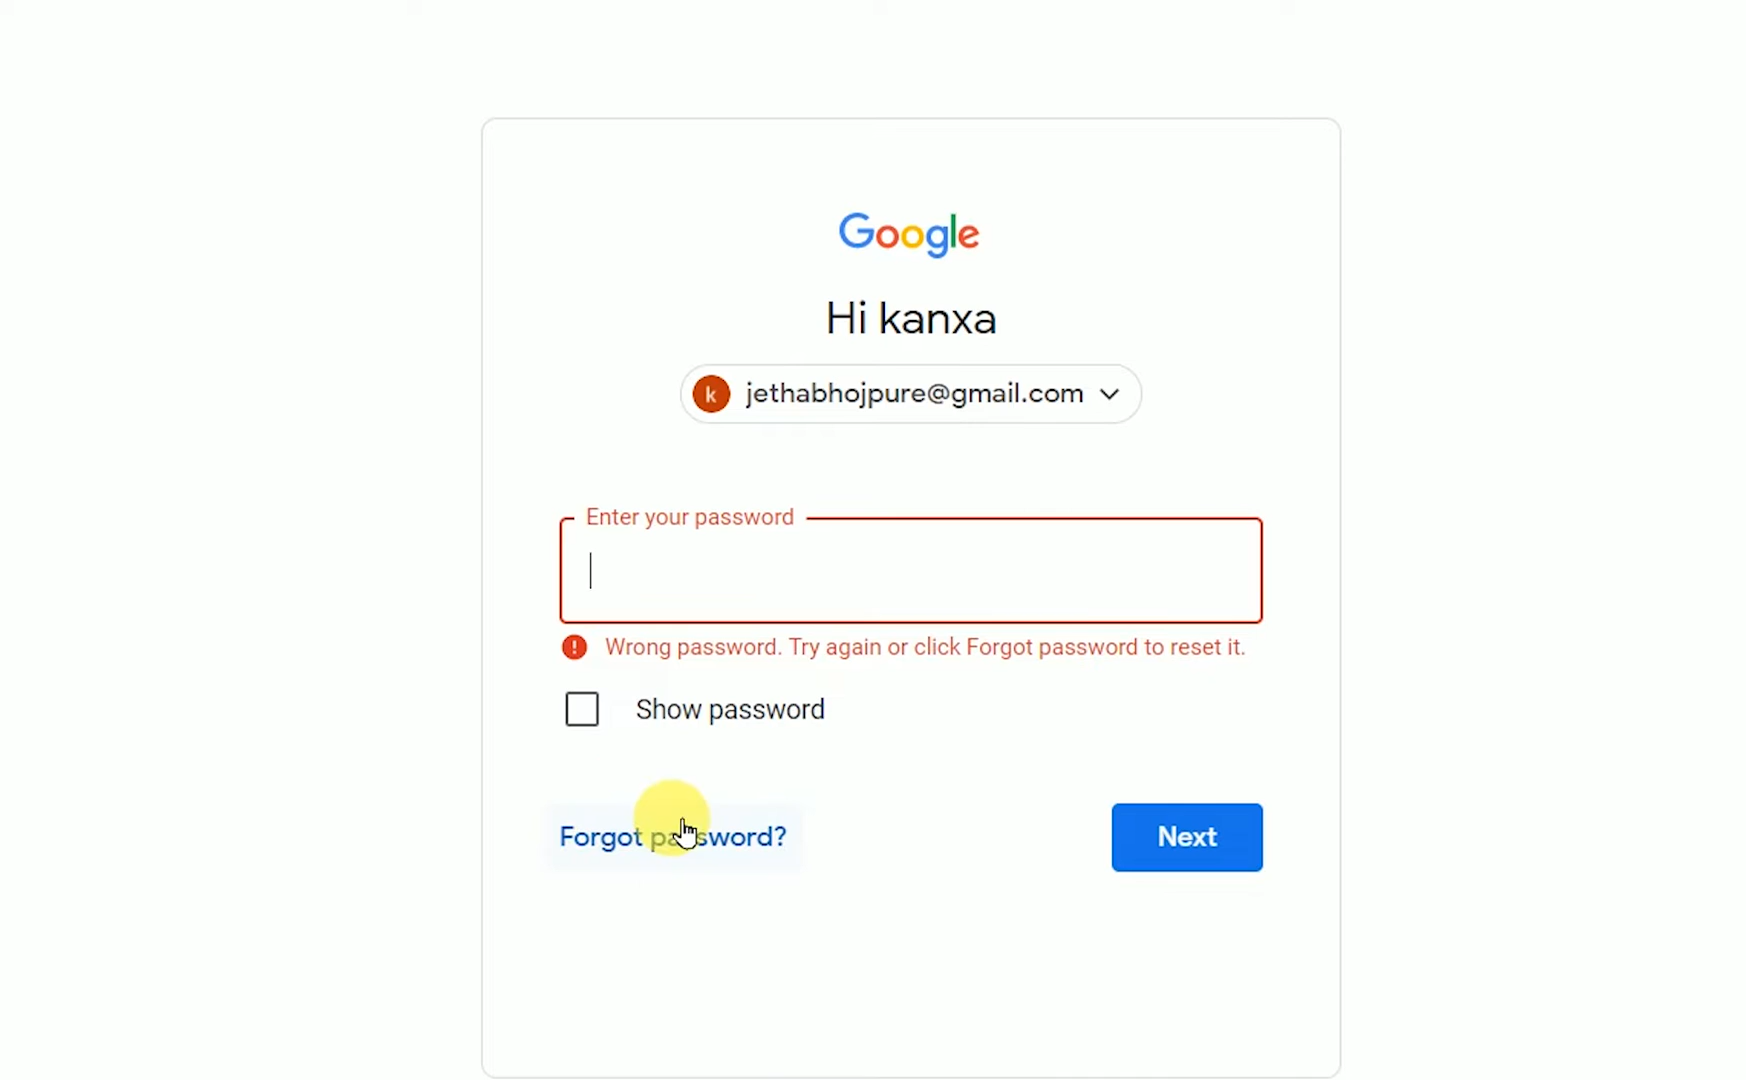 Google
Hi kanxa
k jethabhojpure@gmail.com
Enter your password
! Wrong password. Try again or click Forgot password to reset it.
Show password
Forgot password?
Next